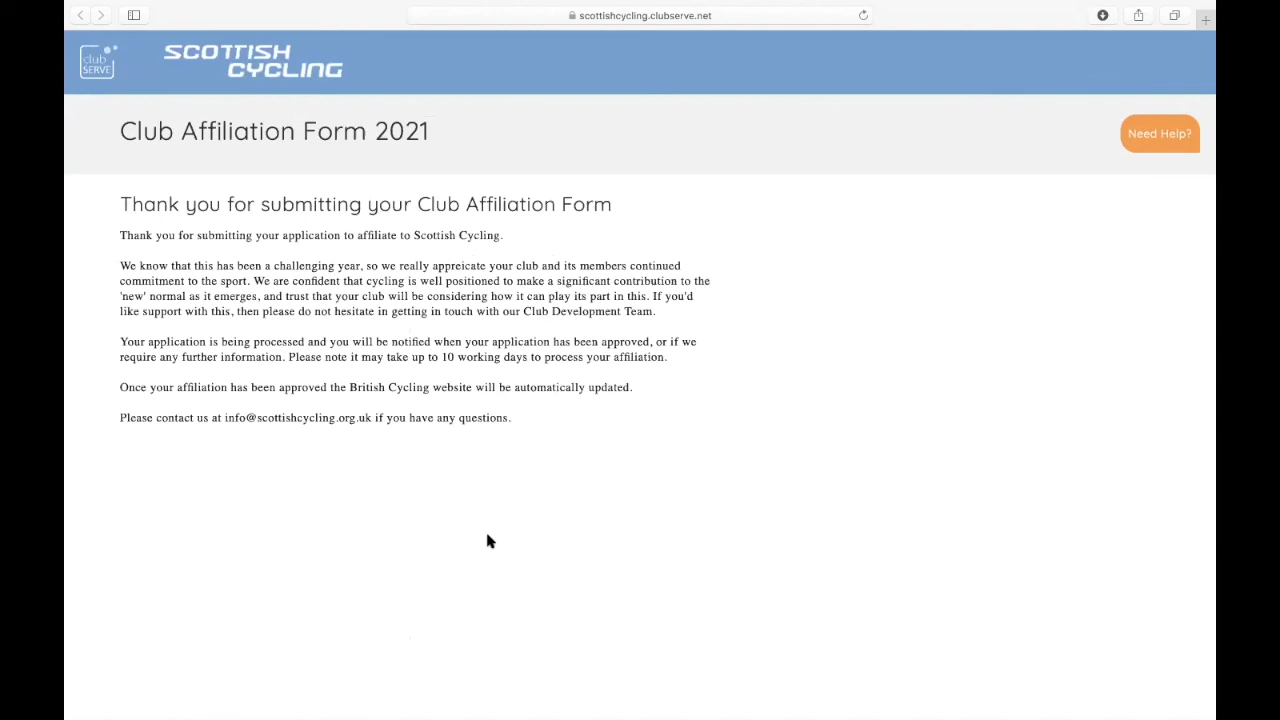 scottishcycling.clubserve.net
club
SERVE
SCOTTISH
CYCLING
Club Affiliation Form 2021
Need Help?
Thank you for submitting your Club Affiliation Form
Thank you for submitting your application to affiliate to Scottish Cycling.
We know that this has been a challenging year, so we really appreicate your club and its members continued
commitment to the sport. We are confident that cycling is well positioned to make a significant contribution to the
'new' normal as it emerges, and trust that your club will be considering how it can play its part in this. If you'd
like support with this, then please do not hesitate in getting in touch with our Club Development Team.
Your application is being processed and you will be notified when your application has been approved, or if we
require any further information. Please note it may take up to 10 working days to process your affiliation.
Once your affiliation has been approved the British Cycling website will be automatically updated.
Please contact us at info@scottishcycling.org.uk if you have any questions.